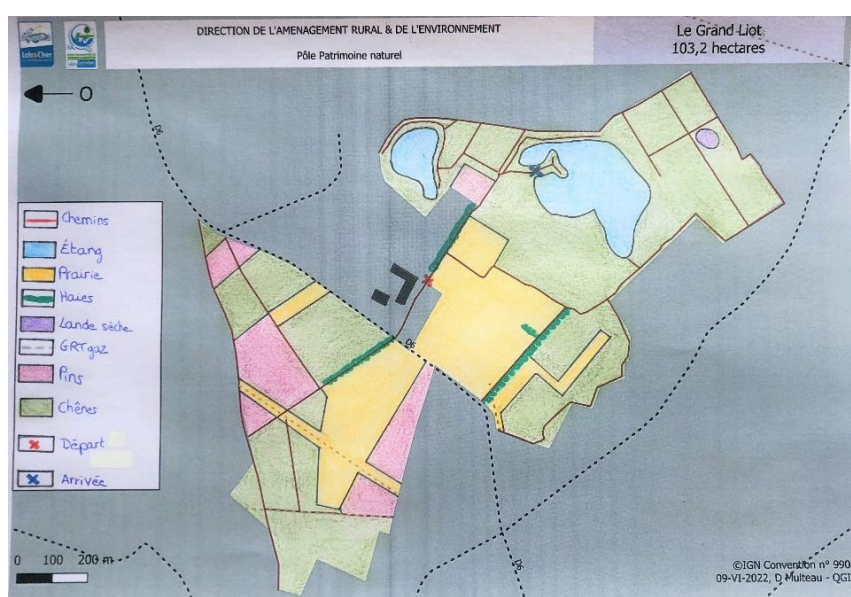 DIRECTION DE L'AMENAGEMENT RURAL & DE L'ENVIRONNEMENT
Pôle Patrimoine naturel
Le Grand Liot
103,2 hectares
O
D6
Chemins
Étang
Prairie
Haies
Lande sèche
GRTgaz
Pins
Chênes
Départ
Arrivée
D6
D6
0 100 200 m
©IGN Convention n° 990
09-VI-2022, D Multeau - QGI